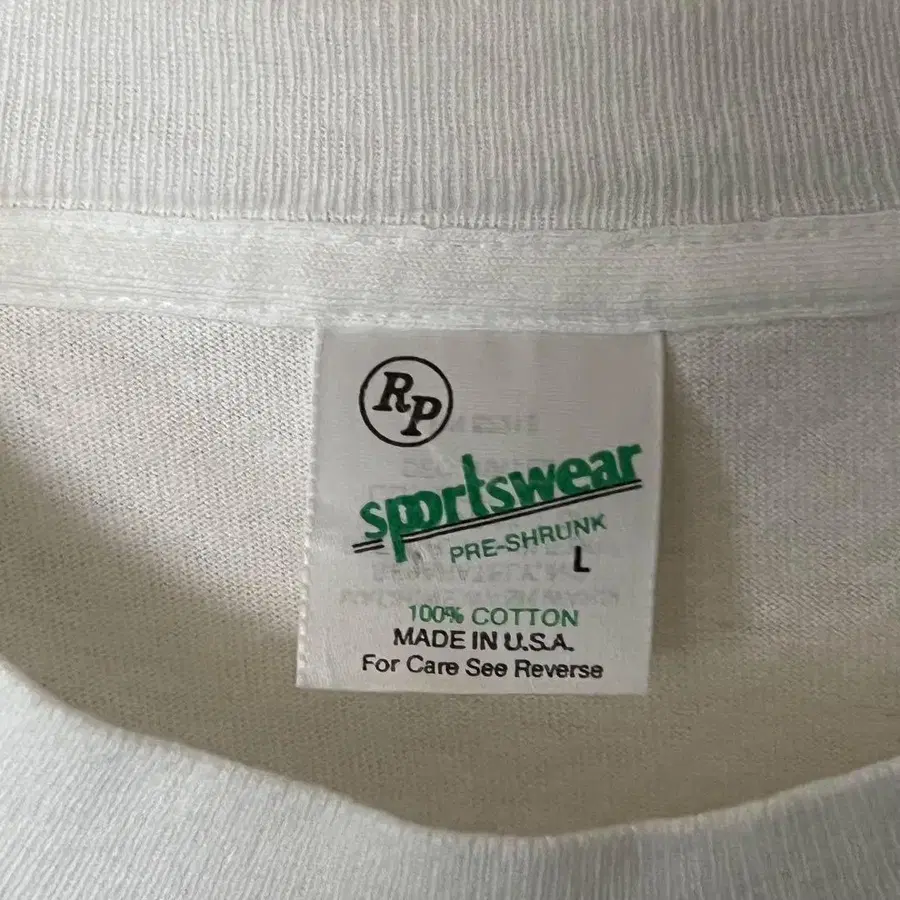 RP
sportswear
PRE-SHRUNK
L
100% COTTON
MADE IN U.S.A.
For Care See Reverse